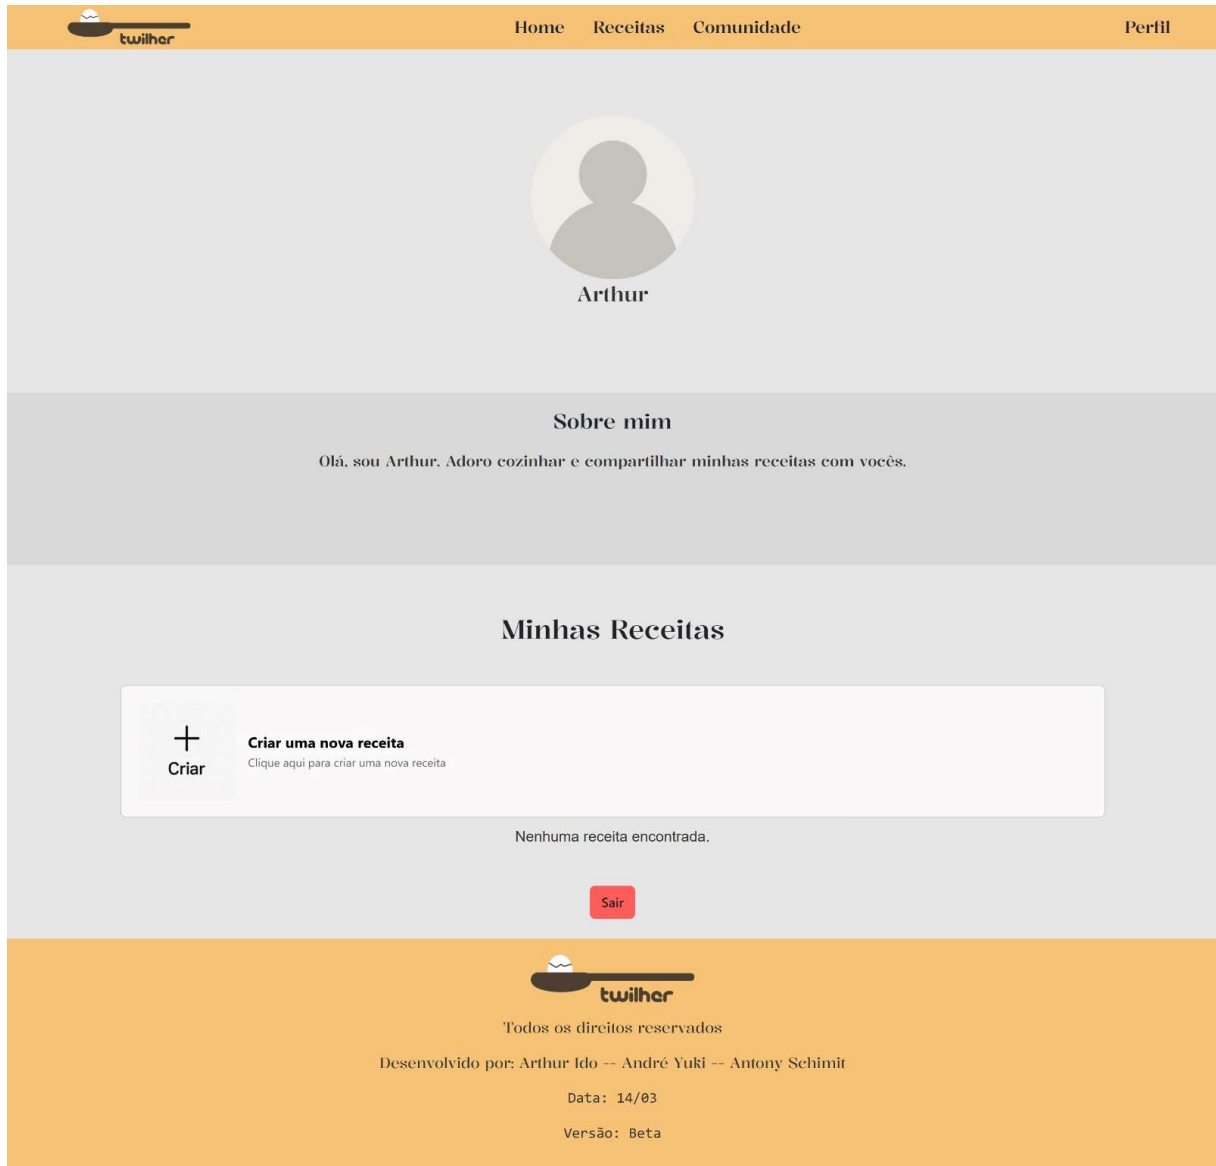 twilher
Home Receitas Comunidade Perfil
Arthur
Sobre mim
Olá, sou Arthur. Adoro cozinhar e compartilhar minhas receitas com vocês.
Minhas Receitas
Criar
Criar uma nova receita
Clique aqui para criar uma nova receita
Nenhuma receita encontrada.
Sair
twilher
Todos os direitos reservados
Desenvolvido por: Arthur Ido -- André Yuki -- Antony Schimit
Data: 14/03
Versão: Beta